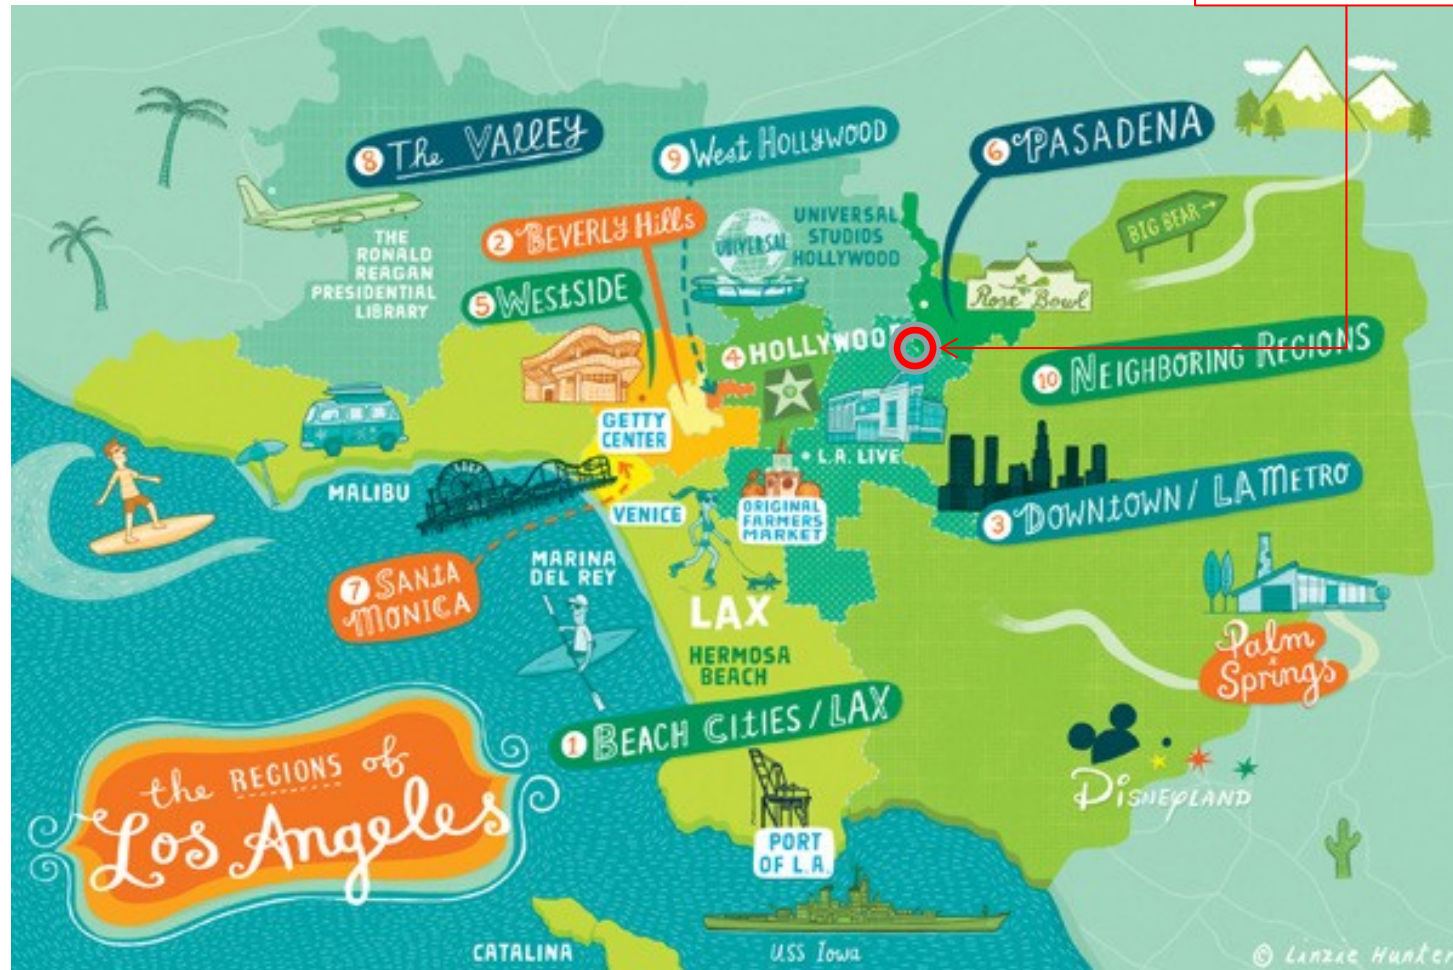 8 The VALLEY
9 West HOLLYWOOD
6 PASADENA
2 BEVERLY Hills
UNIVERSAL
UNIVERSAL
STUDIOS
HOLLYWOOD
BIG BEAR
THE
RONALD
REAGAN
PRESIDENTIAL
LIBRARY
5 WESTSIDE
Rose Bowl
4 HOLLYWOOD
10 NEIGHBORING REGIONS
GETTY
CENTER
L.A. LIVE
MALIBU
VENICE
ORIGINAL
FARMERS
MARKET
3 DOWNTOWN / LA METRO
MARINA
DEL REY
7 SANTA
MONICA
LAX
HERMOSA
BEACH
Palm
Springs
1 BEACH CITIES / LAX
the REGIONS of
Los Angeles
DISNEYLAND
PORT
OF L.A.
CATALINA
USS Iowa
© Linzie Hunter